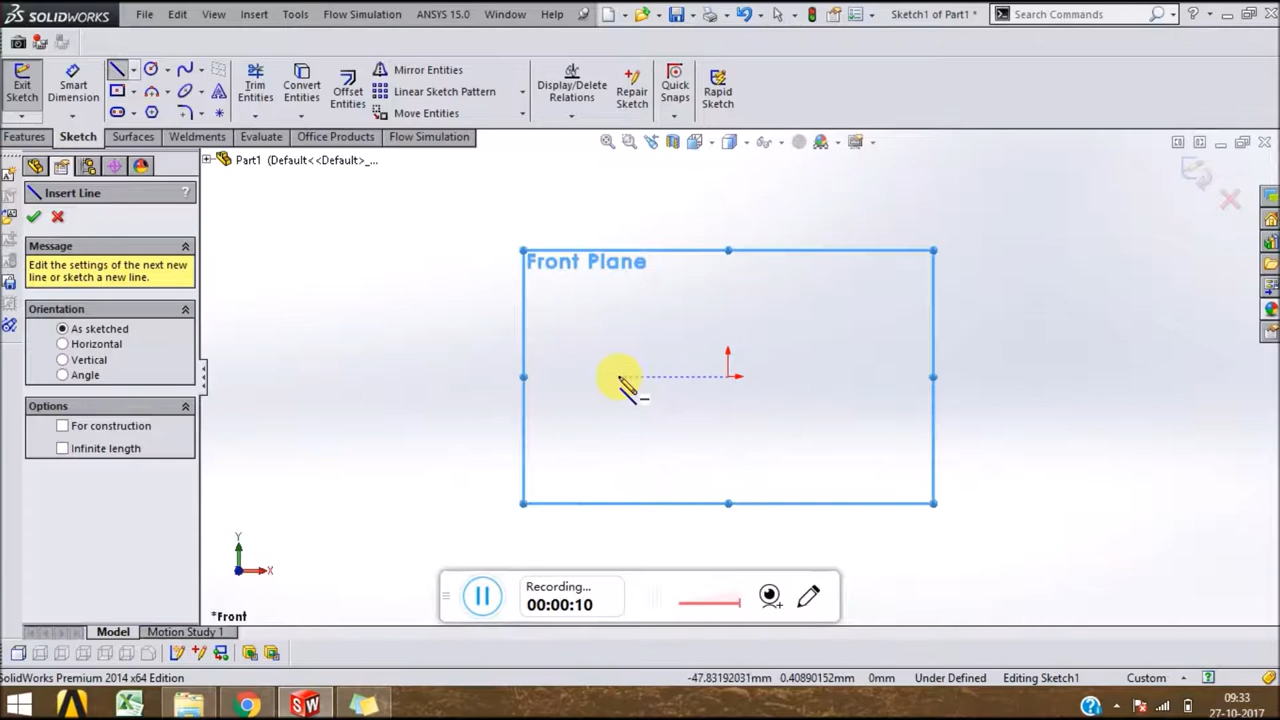 SOLIDWORKS File Edit View Insert Tools Flow Simulation ANSYS 15.0 Window Help Sketch1 of Part1 * Search Commands
Exit Sketch Smart Dimension Trim Entities Convert Entities Offset Entities Mirror Entities Linear Sketch Pattern Move Entities Display/Delete Relations Repair Sketch Quick Snaps Rapid Sketch
Features Sketch Surfaces Weldments Evaluate Office Products Flow Simulation
Part1 (Default<<Default>_...
Insert Line ?
Message
Edit the settings of the next new
line or sketch a new line.
Orientation
As sketched
Horizontal
Vertical
Angle
Options
For construction
Infinite length
Front Plane
Y
X
*Front
Recording...
00:00:10
Model Motion Study 1
SolidWorks Premium 2014 x64 Edition -47.83192031mm 0.40890152mm 0mm Under Defined Editing Sketch1 Custom
09:33
27-10-2017